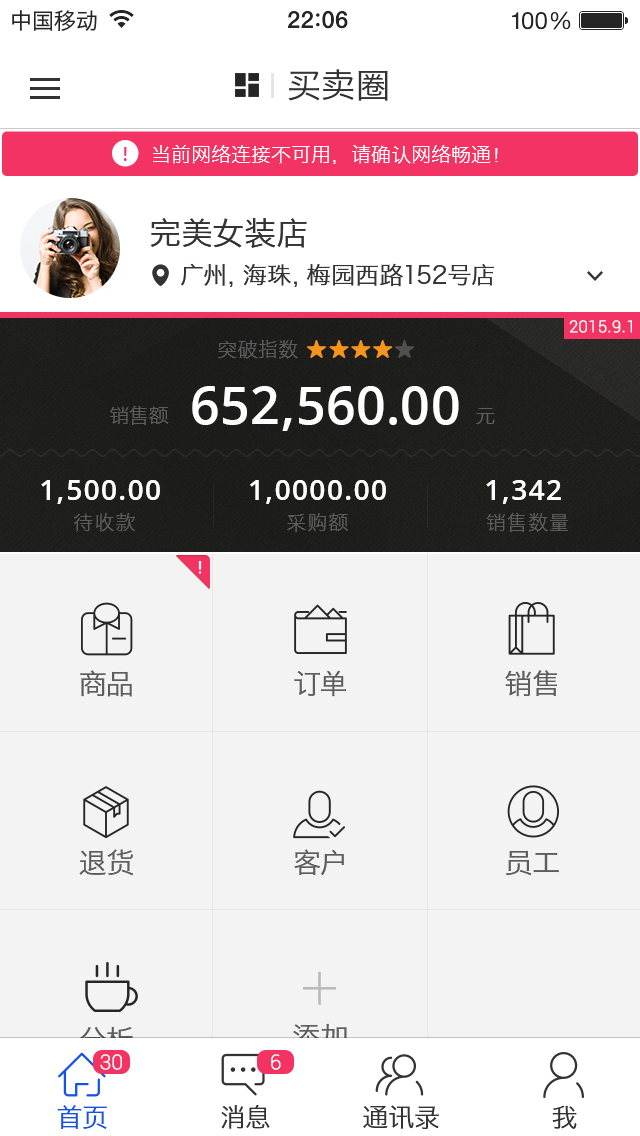 中国移动 22:06 100%
买卖圈
! 当前网络连接不可用，请确认网络畅通!
完美女装店
广州, 海珠, 梅园西路152号店
2015.9.1
突破指数
销售额 652,560.00 元
1,500.00 1,0000.00 1,342
待收款 采购额 销售数量
!
商品 订单 销售
退货 客户 员工
分析 添加
30 6
首页 消息 通讯录 我